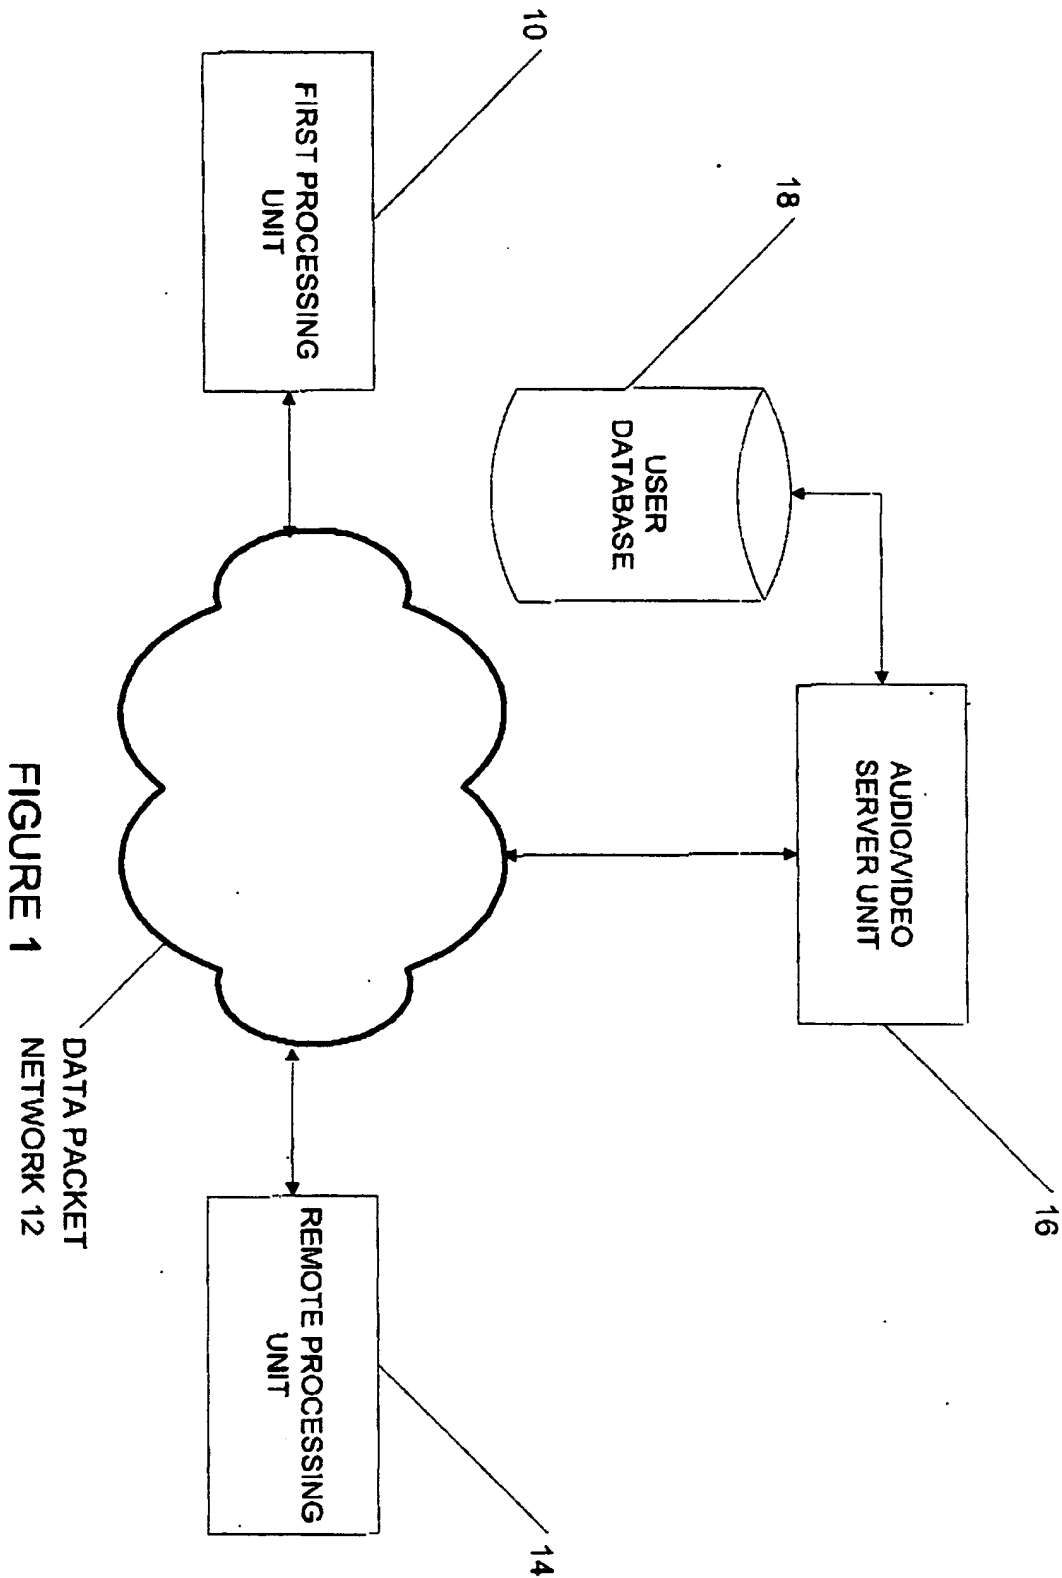 16
AUDIO/VIDEO
SERVER UNIT
18
USER
DATABASE
10
14
FIRST PROCESSING
UNIT
REMOTE PROCESSING
UNIT
DATA PACKET
NETWORK 12
FIGURE 1